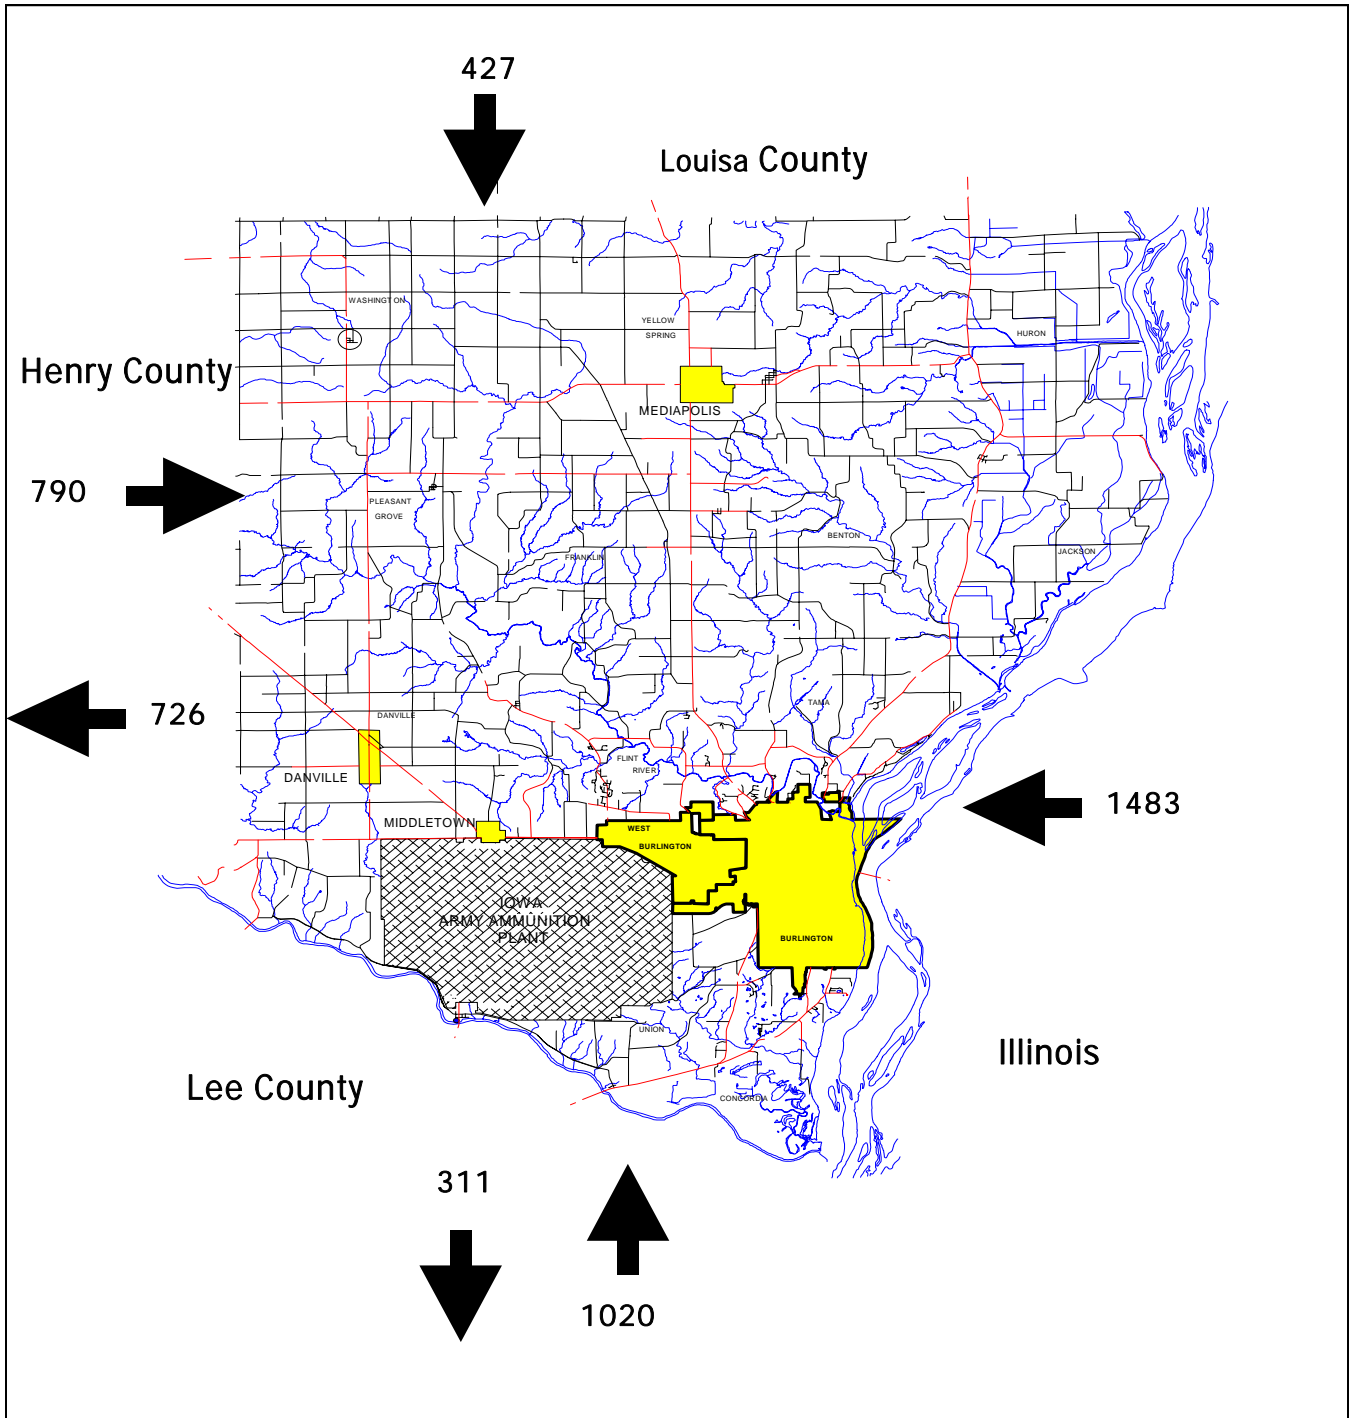 427
Louisa County
WASHINGTON
YELLOW
SPRING
HURON
Henry County
MEDIAPOLIS
790
PLEASANT
GROVE
BENTON
FRANKLIN
JACKSON
TAMA
726
DANVILLE
FLINT
RIVER
DANVILLE
1483
MIDDLETOWN
WEST
BURLINGTON
IOWA
ARMY AMMUNITION
PLANT
BURLINGTON
UNION
Illinois
Lee County
CONCORDIA
311
1020